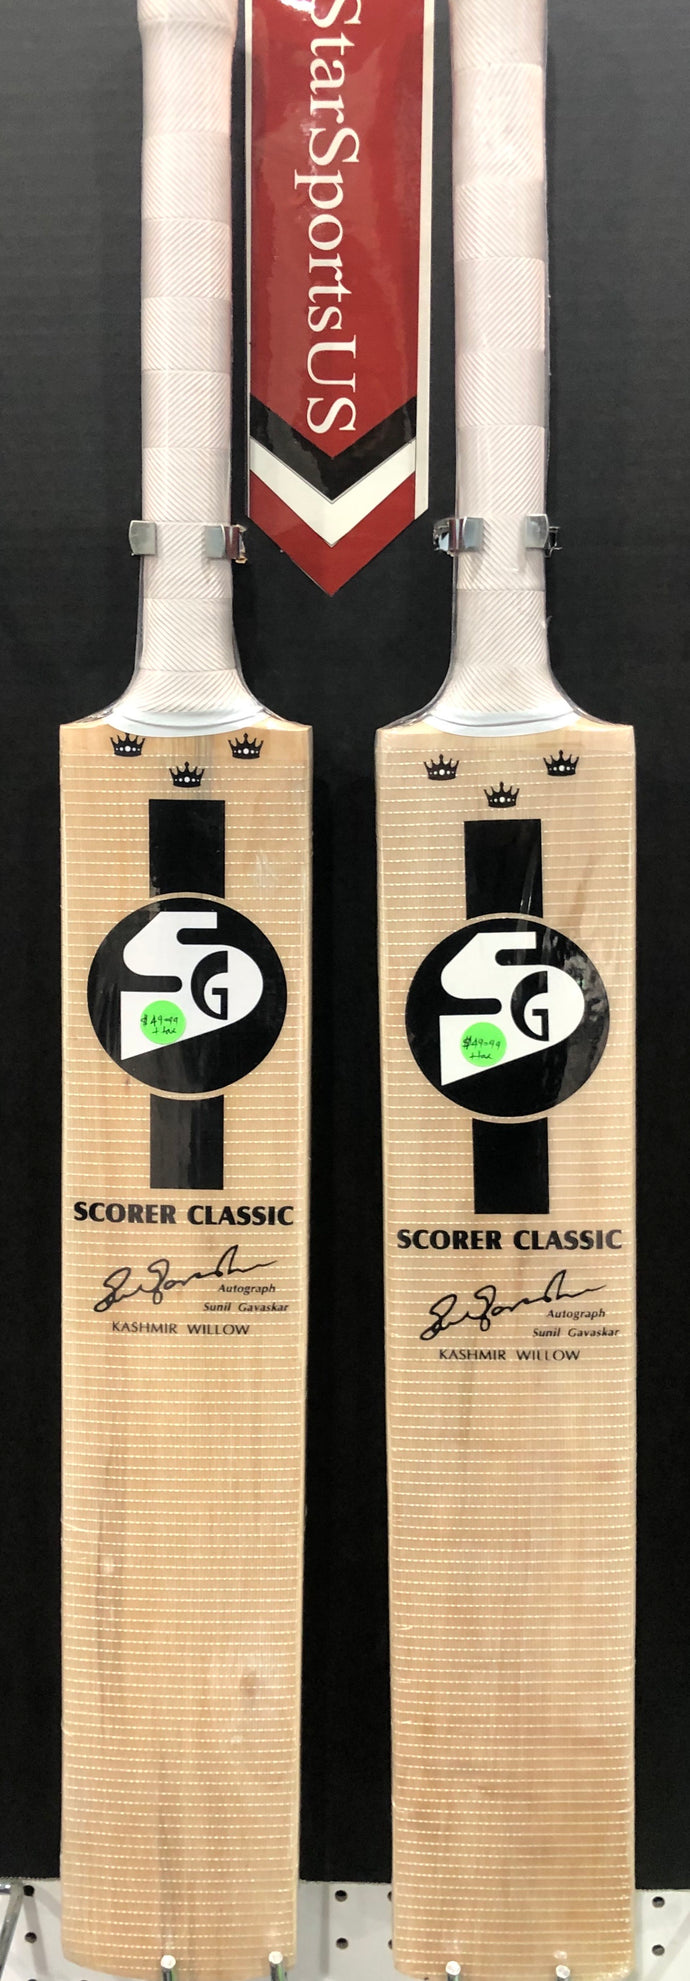 StarSportsUS
SG
$49.99
+ tax
SCORER CLASSIC
Autograph
Sunil Gavaskar
KASHMIR WILLOW
SG
$49.99
+ tax
SCORER CLASSIC
Autograph
Sunil Gavaskar
KASHMIR WILLOW